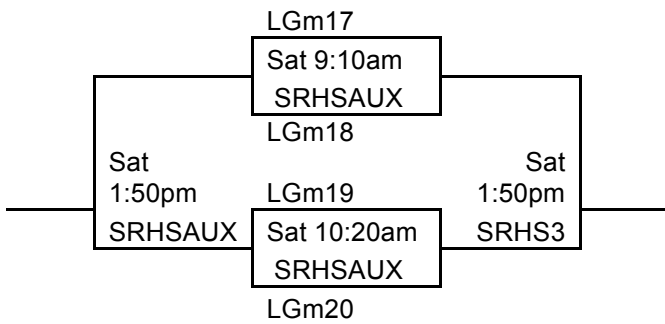 LGm17
Sat 9:10am
SRHSAUX
LGm18
Sat
1:50pm
SRHSAUX
LGm19
Sat 10:20am
SRHSAUX
LGm20
Sat
1:50pm
SRHS3